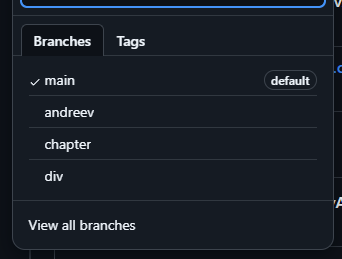 Branches Tags
main default
andreev
chapter
div
View all branches